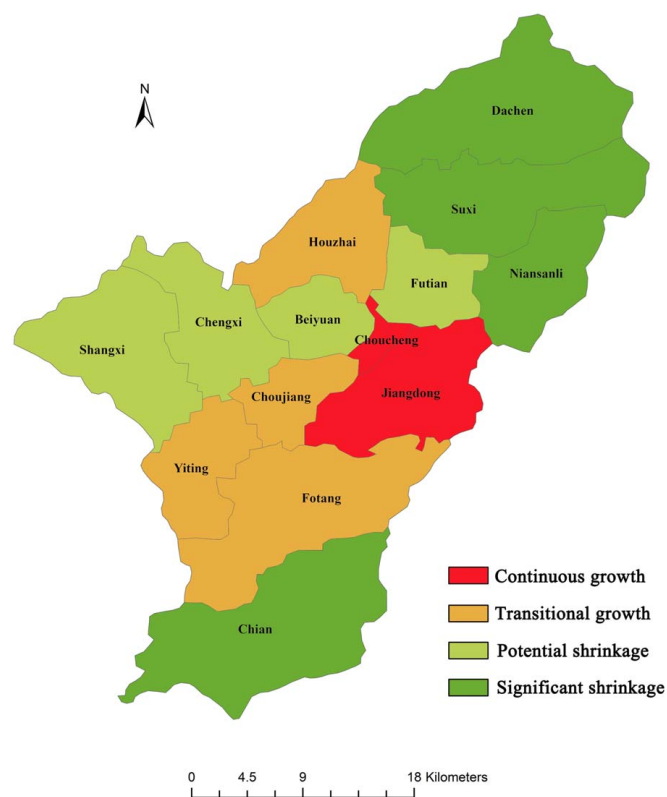 N
Dachen
Suxi
Houzhai
Niansanli
Futian
Beiyuan
Chengxi
Choucheng
Shangxi
Jiangdong
Choujiang
Yiting
Fotang
Chian
Continuous growth
Transitional growth
Potential shrinkage
Significant shrinkage
0 4.5 9 18 Kilometers